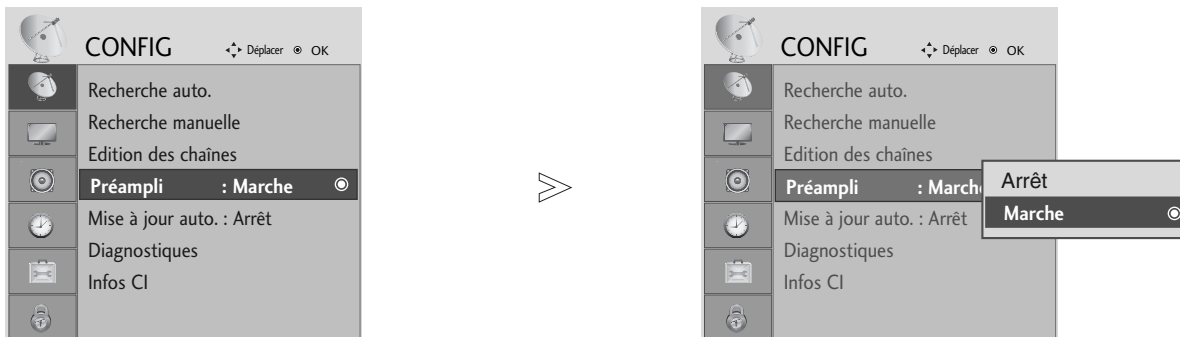 CONFIG Déplacer OK
Recherche auto.
Recherche manuelle
Edition des chaînes
Préampli : Marche
Mise à jour auto. : Arrêt
Diagnostiques
Infos CI
CONFIG Déplacer OK
Recherche auto.
Recherche manuelle
Edition des chaînes
Préampli : March
Mise à jour auto. : Arrêt
Diagnostiques
Infos CI
Arrêt
Marche